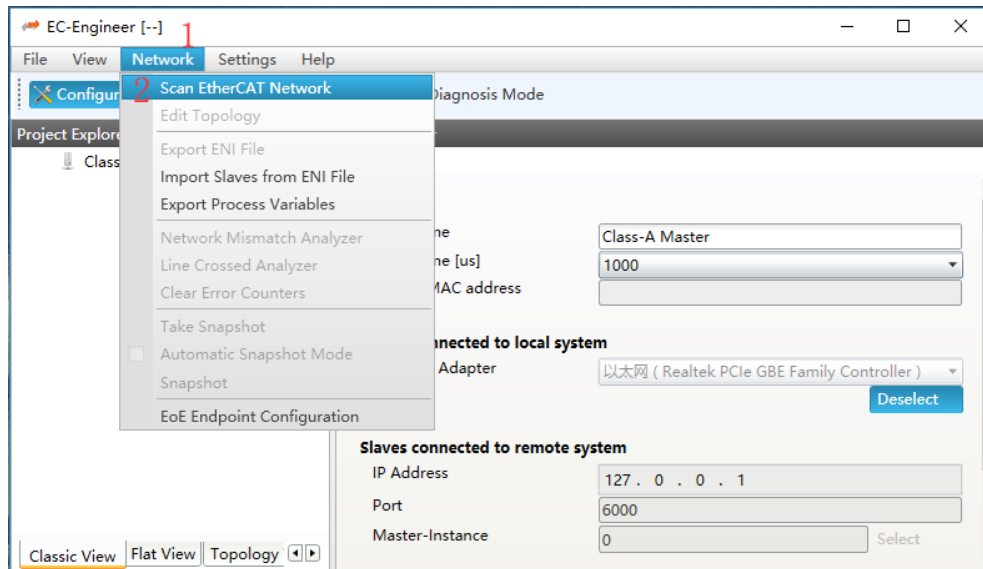 EC-Engineer [--]
1
File View Network Settings Help
2 Scan EtherCAT Network
Configur
Diagnosis Mode
Edit Topology
Project Explore
Export ENI File
Class
Import Slaves from ENI File
Export Process Variables
Network Mismatch Analyzer
Line Crossed Analyzer
Clear Error Counters
Take Snapshot
Automatic Snapshot Mode
Snapshot
EoE Endpoint Configuration
ne Class-A Master
ne [us] 1000
MAC address
nnected to local system
Adapter 以太网 ( Realtek PCIe GBE Family Controller )
Deselect
Slaves connected to remote system
IP Address 127 . 0 . 0 . 1
Port 6000
Master-Instance 0 Select
Classic View Flat View Topology